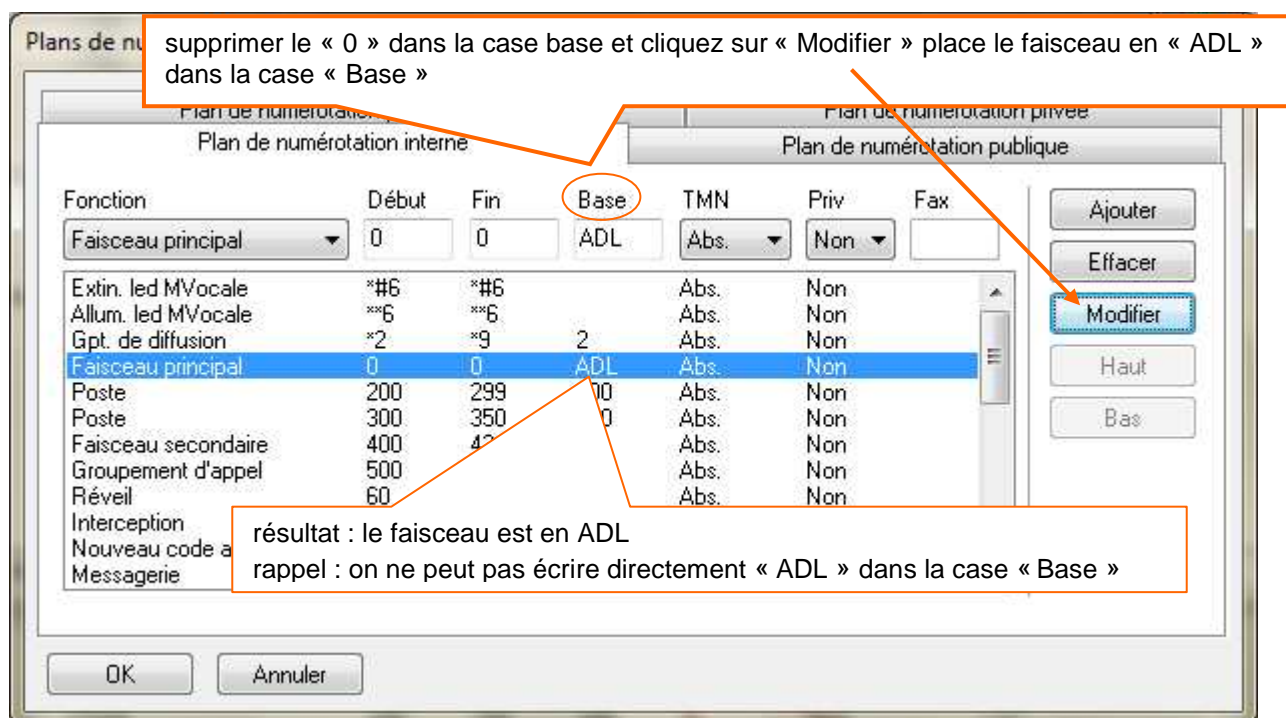 Plans de nu
supprimer le « 0 » dans la case base et cliquez sur « Modifier » place le faisceau en « ADL »
dans la case « Base »
Plan de numérotation privée
Plan de numérotation interne
Plan de numérotation publique
Fonction Début Fin Base TMN Priv Fax
Faisceau principal 0 0 ADL Abs. Non
Ajouter
Effacer
Modifier
Haut
Bas
Extin. led MVocale *#6 *#6 Abs. Non
Allum. led MVocale **6 **6 Abs. Non
Gpt. de diffusion *2 *9 2 Abs. Non
Faisceau principal 0 0 ADL Abs. Non
Poste 200 299 00 Abs. Non
Poste 300 350 0 Abs. Non
Faisceau secondaire 400 42 Abs. Non
Groupement d'appel 500 Abs. Non
Réveil 60 Abs. Non
Interception
Nouveau code a
Messagerie
résultat : le faisceau est en ADL
rappel : on ne peut pas écrire directement « ADL » dans la case « Base »
OK Annuler